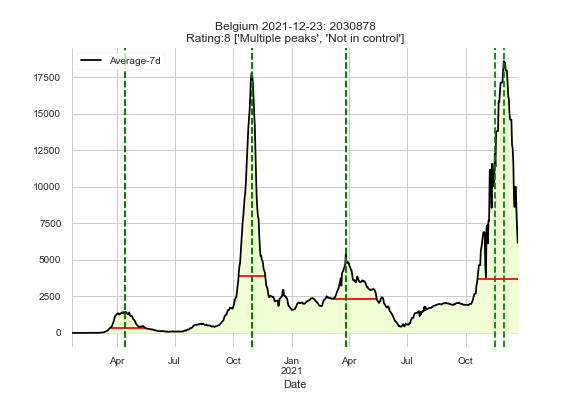 Belgium 2021-12-23: 2030878
Rating:8 ['Multiple peaks', 'Not in control']
Average-7d
17500
15000
12500
10000
7500
5000
2500
0
Apr Jul Oct Jan Apr Jul Oct
2021
Date